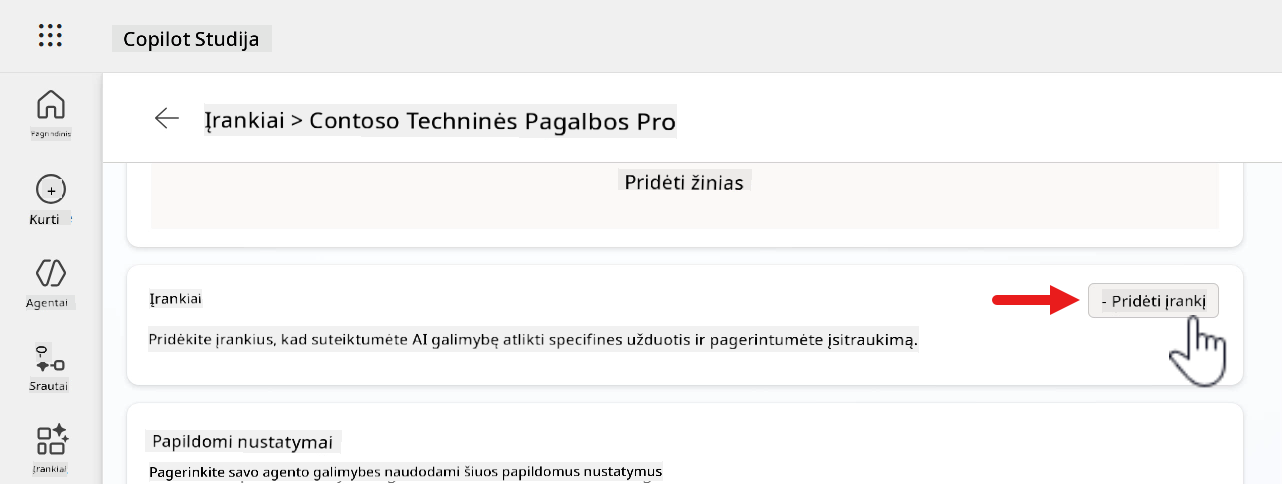 Copilot Studija
Įrankiai > Contoso Techninės Pagalbos Pro
Pagrindinis
Kurti
Agentai
Srautai
Įrankiai
Pridėti žinias
Įrankiai
- Pridėti įrankį
Pridėkite įrankius, kad suteiktumėte AI galimybę atlikti specifines užduotis ir pagerintumėte įsitraukimą.
Papildomi nustatymai
Pagerinkite savo agento galimybes naudodami šiuos papildomus nustatymus